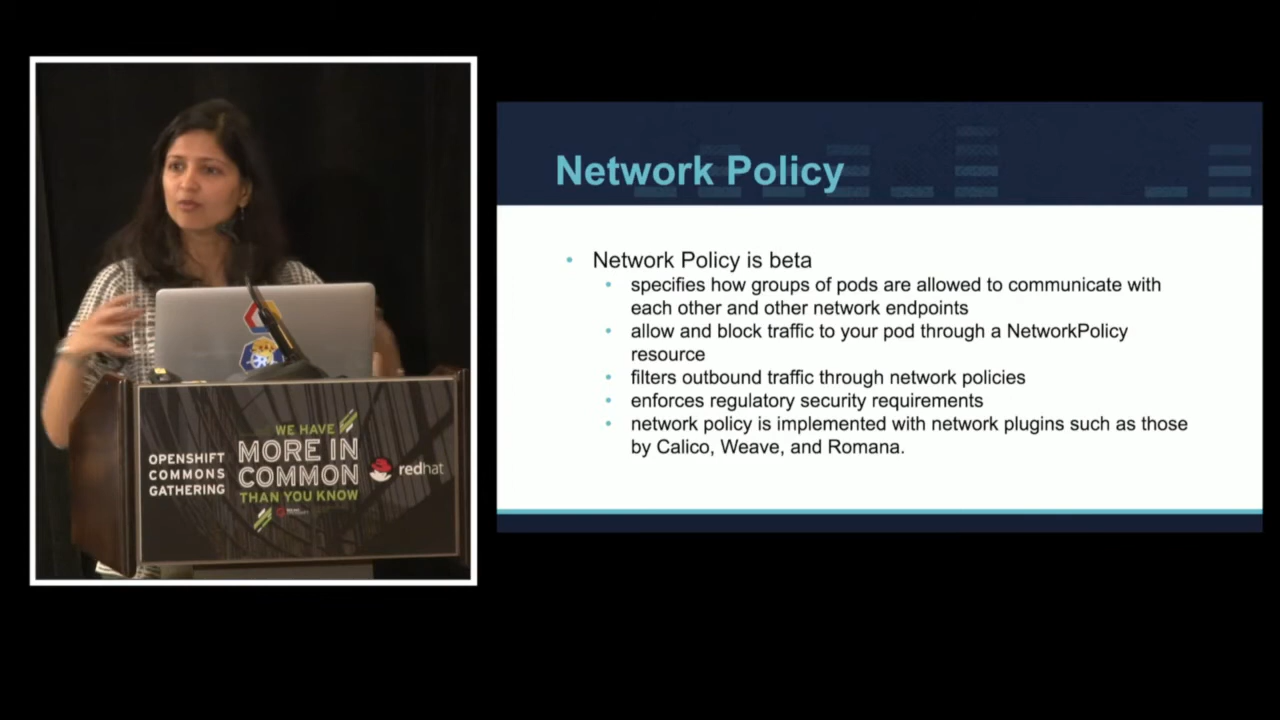 Network Policy
• Network Policy is beta
• specifies how groups of pods are allowed to communicate with
each other and other network endpoints
• allow and block traffic to your pod through a NetworkPolicy
resource
• filters outbound traffic through network policies
• enforces regulatory security requirements
• network policy is implemented with network plugins such as those
by Calico, Weave, and Romana.
OPENSHIFT
COMMONS
GATHERING
WE HAVE
MORE IN
COMMON
THAN YOU KNOW
redhat